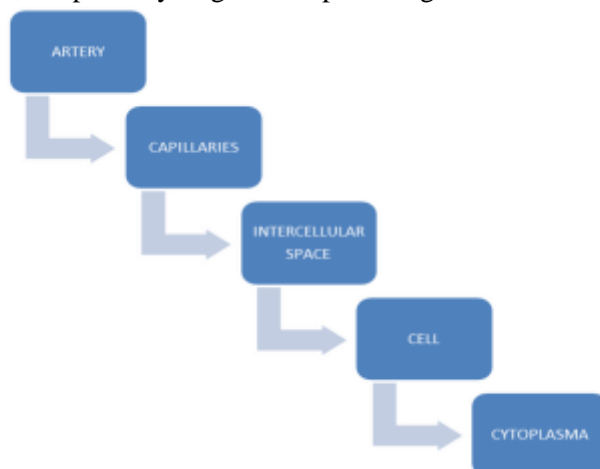 ARTERY
CAPILLARIES
INTERCELLULAR
SPACE
CELL
CYTOPLASMA